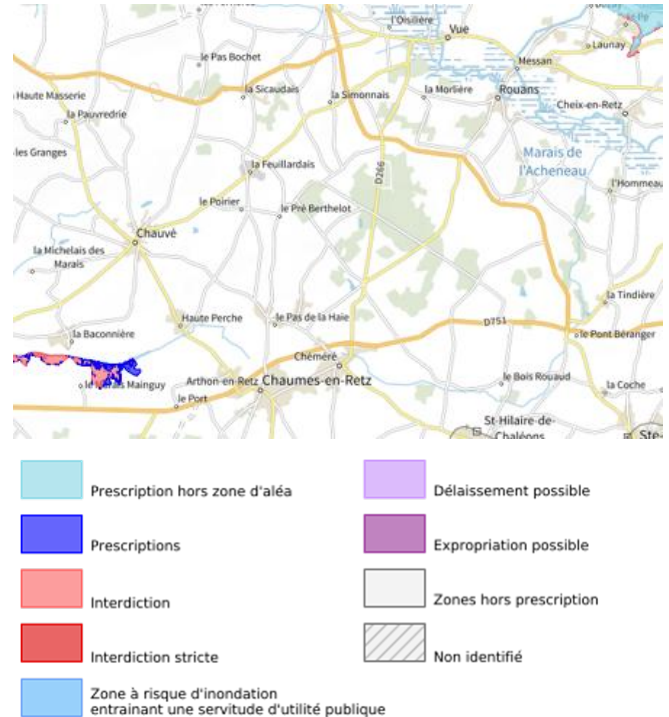 l'Oisilière
Vue
le Pas Bochet
Launay
Messan
Haute Masserie
la Sicaudais
la Simonnais
la Morlière
Rouans
la Pauvredrie
Cheix-en-Retz
les Granges
Marais de
l'Acheneau
la Feuillardais
D266
l'Hommeau
le Poirier
le Pré Berthelot
Chauvé
la Michelais des
Marais
la Tindière
Haute Perche
le Pas de la Haie
D751
la Baconnière
le Pont Béranger
Chéméré
Arthon-en-Retz
Chaumes-en-Retz
le Bois Rouaud
la Coche
Mainguy
le Port
St-Hilaire-de-
Chaléons
Ste-
Prescription hors zone d'aléa
Délaissement possible
Prescriptions
Expropriation possible
Interdiction
Zones hors prescription
Interdiction stricte
Non identifié
Zone à risque d'inondation
entrainant une servitude d'utilité publique